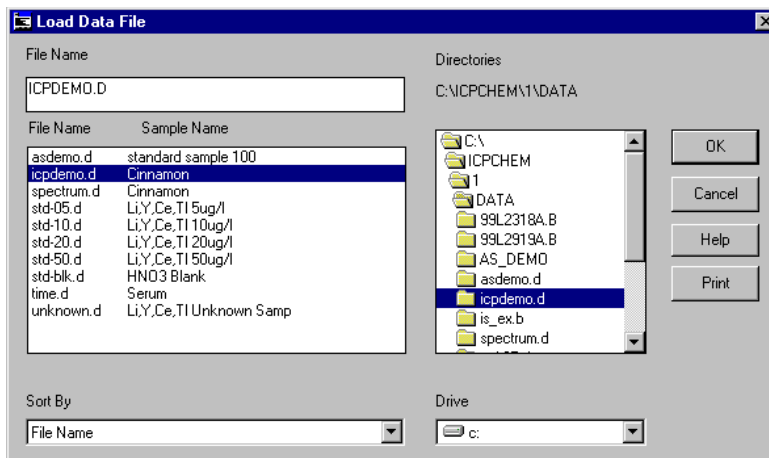 Load Data File
File Name
ICPDEMO.D
File Name Sample Name
asdemo.d standard sample 100
icpdemo.d Cinnamon
spectrum.d Cinnamon
std-05.d Li,Y,Ce,Tl 5ug/l
std-10.d Li,Y,Ce,Tl 10ug/l
std-20.d Li,Y,Ce,Tl 20ug/l
std-50.d Li,Y,Ce,Tl 50ug/l
std-blk.d HNO3 Blank
time.d Serum
unknown.d Li,Y,Ce,Tl Unknown Samp
Sort By
File Name
Directories
C:\ICPCHEM\1\DATA
C:\
ICPCHEM
1
DATA
99L2318A.B
99L2919A.B
AS_DEMO
asdemo.d
icpdemo.d
is_ex.b
spectrum.d
Drive
c:
OK
Cancel
Help
Print